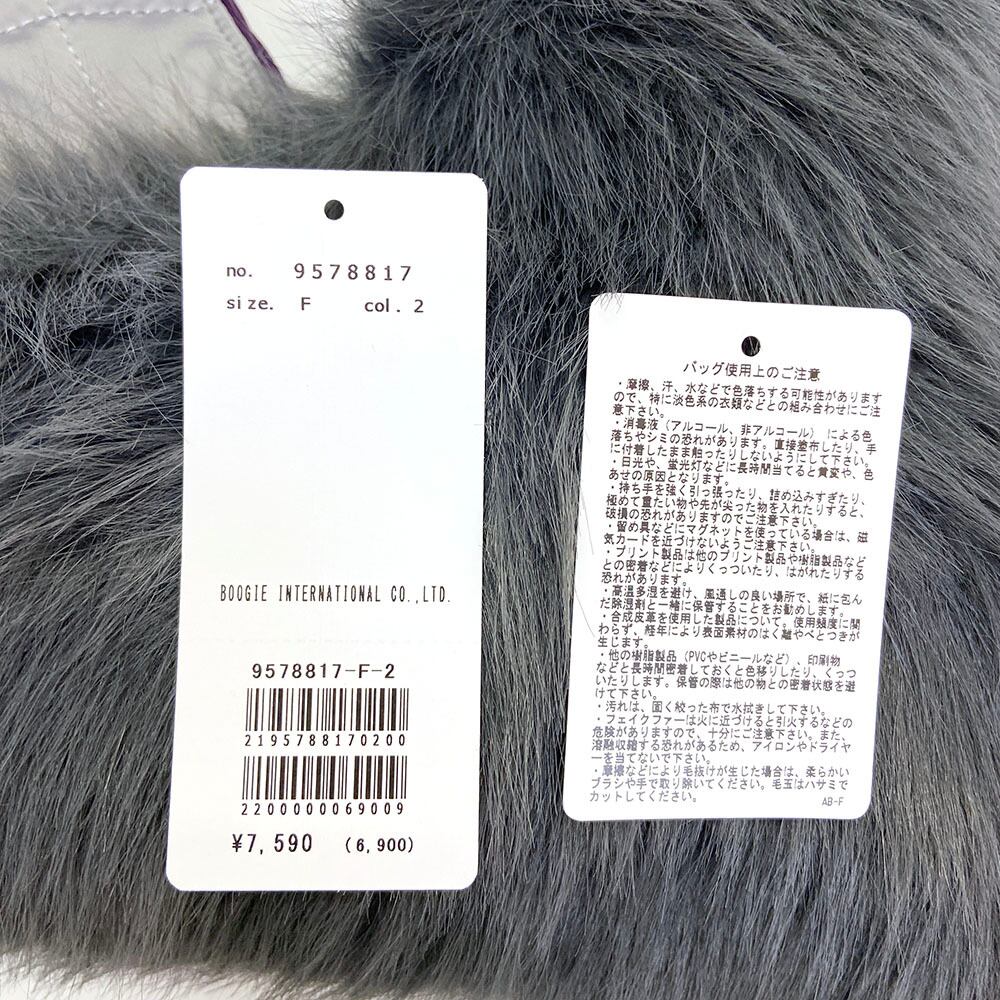 no. 9578817
size. F col. 2
BOOGIE INTERNATIONAL CO.,LTD.
9578817-F-2
2195788170200
2200000069009
¥7,590 (6,900)
バッグ使用上のご注意
・摩擦、汗、水などで色落ちする可能性があります
ので、特に淡色系の衣類などとの組み合わせにご注
意下さい。
・消毒液（アルコール、非アルコール） による色
落ちやシミの恐れがあります。直接塗布したり、手
に付着したまま触ったりしないようにして下さい。
・日光や、蛍光灯などに長時間当てると黄変や、色
あせの原因となります。
・持ち手を強く引っ張ったり、詰め込みすぎたり、
極めて重たい物や先が尖った物を入れたりすると、
破損の恐れがありますのでご注意下さい。
・留め具などにマグネットを使っている場合は、磁
気カードを近づけないようご注意下さい。
・プリント製品は他のプリント製品や樹脂製品など
との密着などによりくっついたり、はがれたりする
恐れがあります。
・高温多湿を避け、風通しの良い場所で、紙に包ん
だ除湿剤と一緒に保管することをお勧めします。
・合成皮革を使用した製品について。使用頻度に関
わらず、経年により表面素材のはく離やべとつきが
生じます。
・他の樹脂製品（PVCやビニールなど）、印刷物
などと長時間密着しておくと色移りしたり、くっつ
いたりします。保管の際は他の物との密着状態を避
けて下さい。
・汚れは、固く絞った布で水拭きして下さい。
・フェイクファーは火に近づけると引火するなどの
危険がありますので、十分にご注意下さい。また、
溶融収縮する恐れがあるため、アイロンやドライヤ
ーを当てないで下さい。
・摩擦などにより毛抜けが生じた場合は、柔らかい
ブラシや手で取り除いてください。毛玉はハサミで
カットしてください。
AB-F